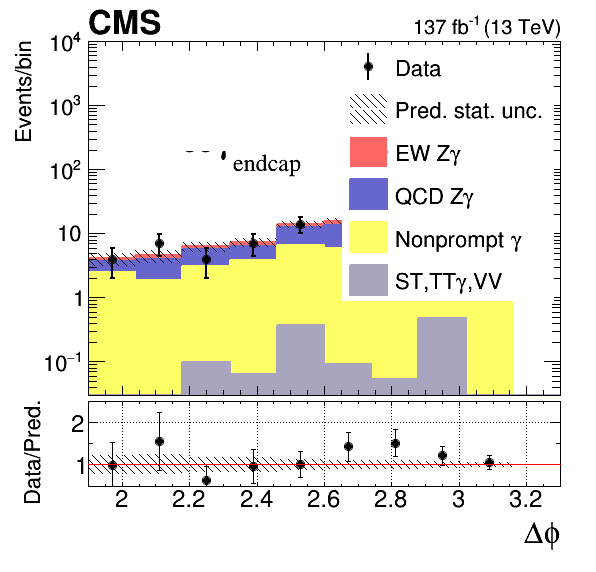 CMS 137 fb⁻¹ (13 TeV)
Events/bin
10⁴
10³
10²
10
1
10⁻¹
Data
Pred. stat. unc.
EW Zγ
QCD Zγ
Nonprompt γ
ST,TTγ,VV
endcap
Data/Pred.
2
1
2 2.2 2.4 2.6 2.8 3 3.2
Δϕ